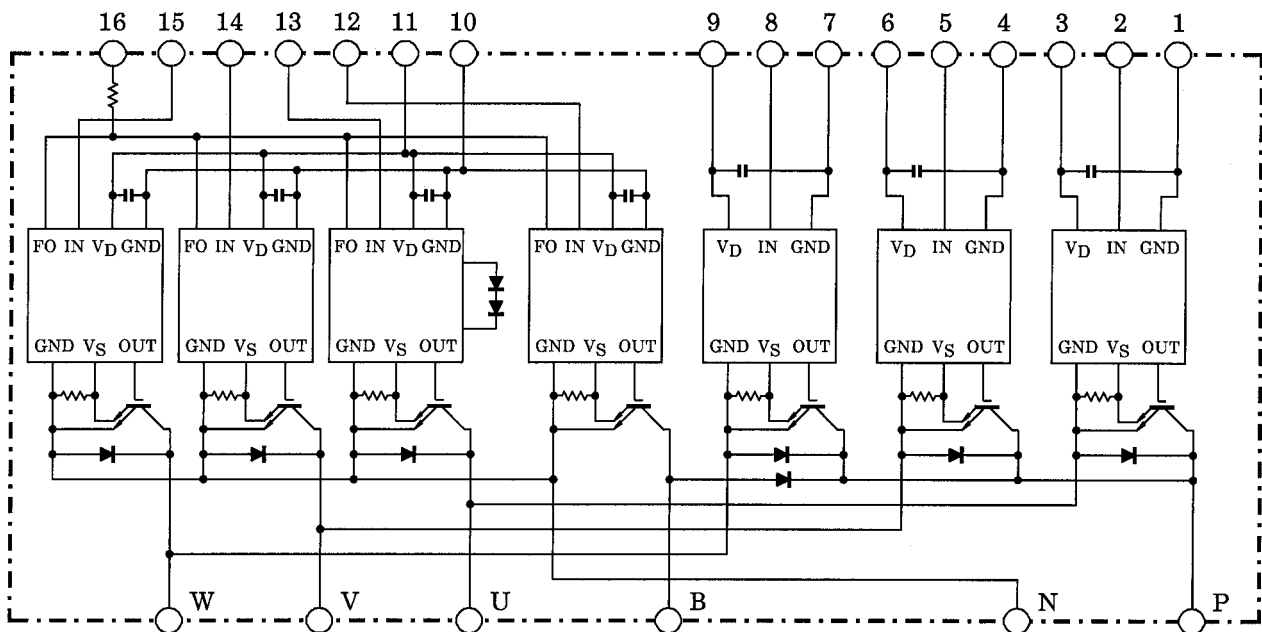 16 15 14 13 12 11 10 9 8 7 6 5 4 3 2 1
FO IN VD GND FO IN VD GND FO IN VD GND FO IN VD GND VD IN GND VD IN GND VD IN GND
GND VS OUT GND VS OUT GND VS OUT GND VS OUT GND VS OUT GND VS OUT GND VS OUT
W V U B N P